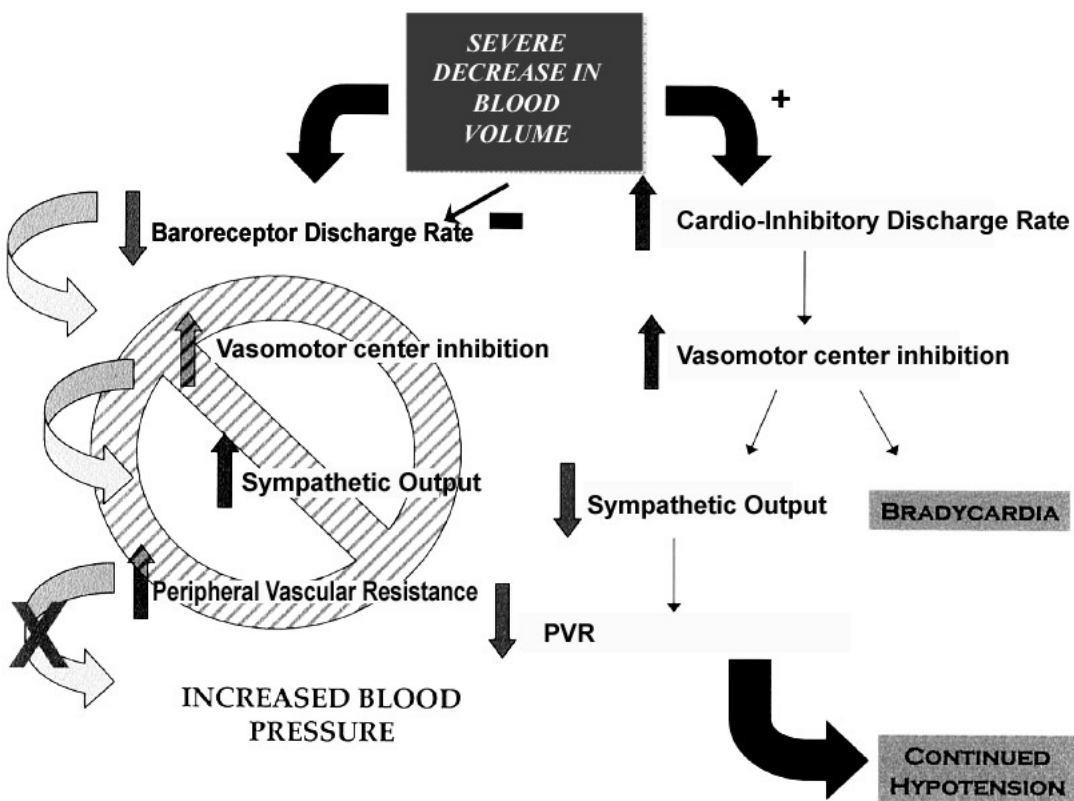 SEVERE
DECREASE IN
BLOOD
VOLUME
+
Baroreceptor Discharge Rate
Vasomotor center inhibition
Sympathetic Output
Peripheral Vascular Resistance
X
INCREASED BLOOD
PRESSURE
Cardio-Inhibitory Discharge Rate
Vasomotor center inhibition
Sympathetic Output
BRADYCARDIA
PVR
CONTINUED
HYPOTENSION